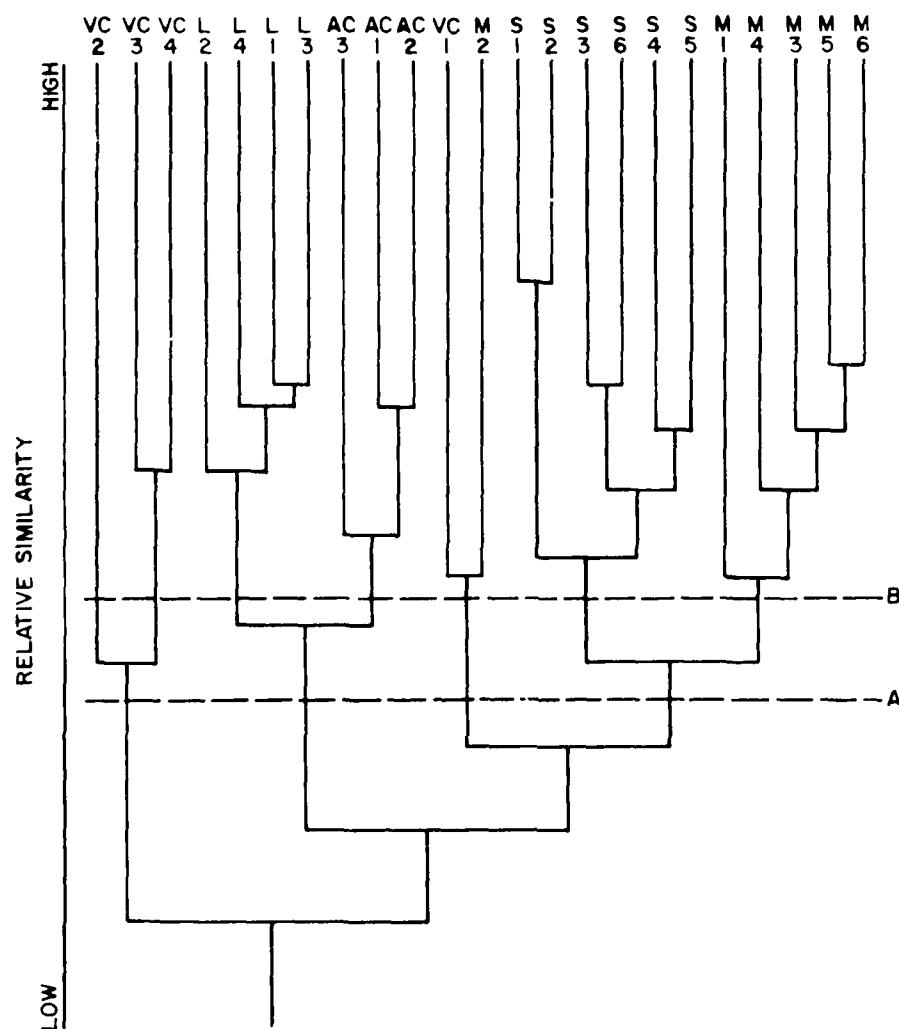 VC VC VC L L L L AC AC AC VC M S S S S S S M M M M M
2 3 4 2 4 1 3 3 1 2 1 2 1 2 3 6 4 5 1 4 3 5 6
HIGH
RELATIVE SIMILARITY
B
A
LOW